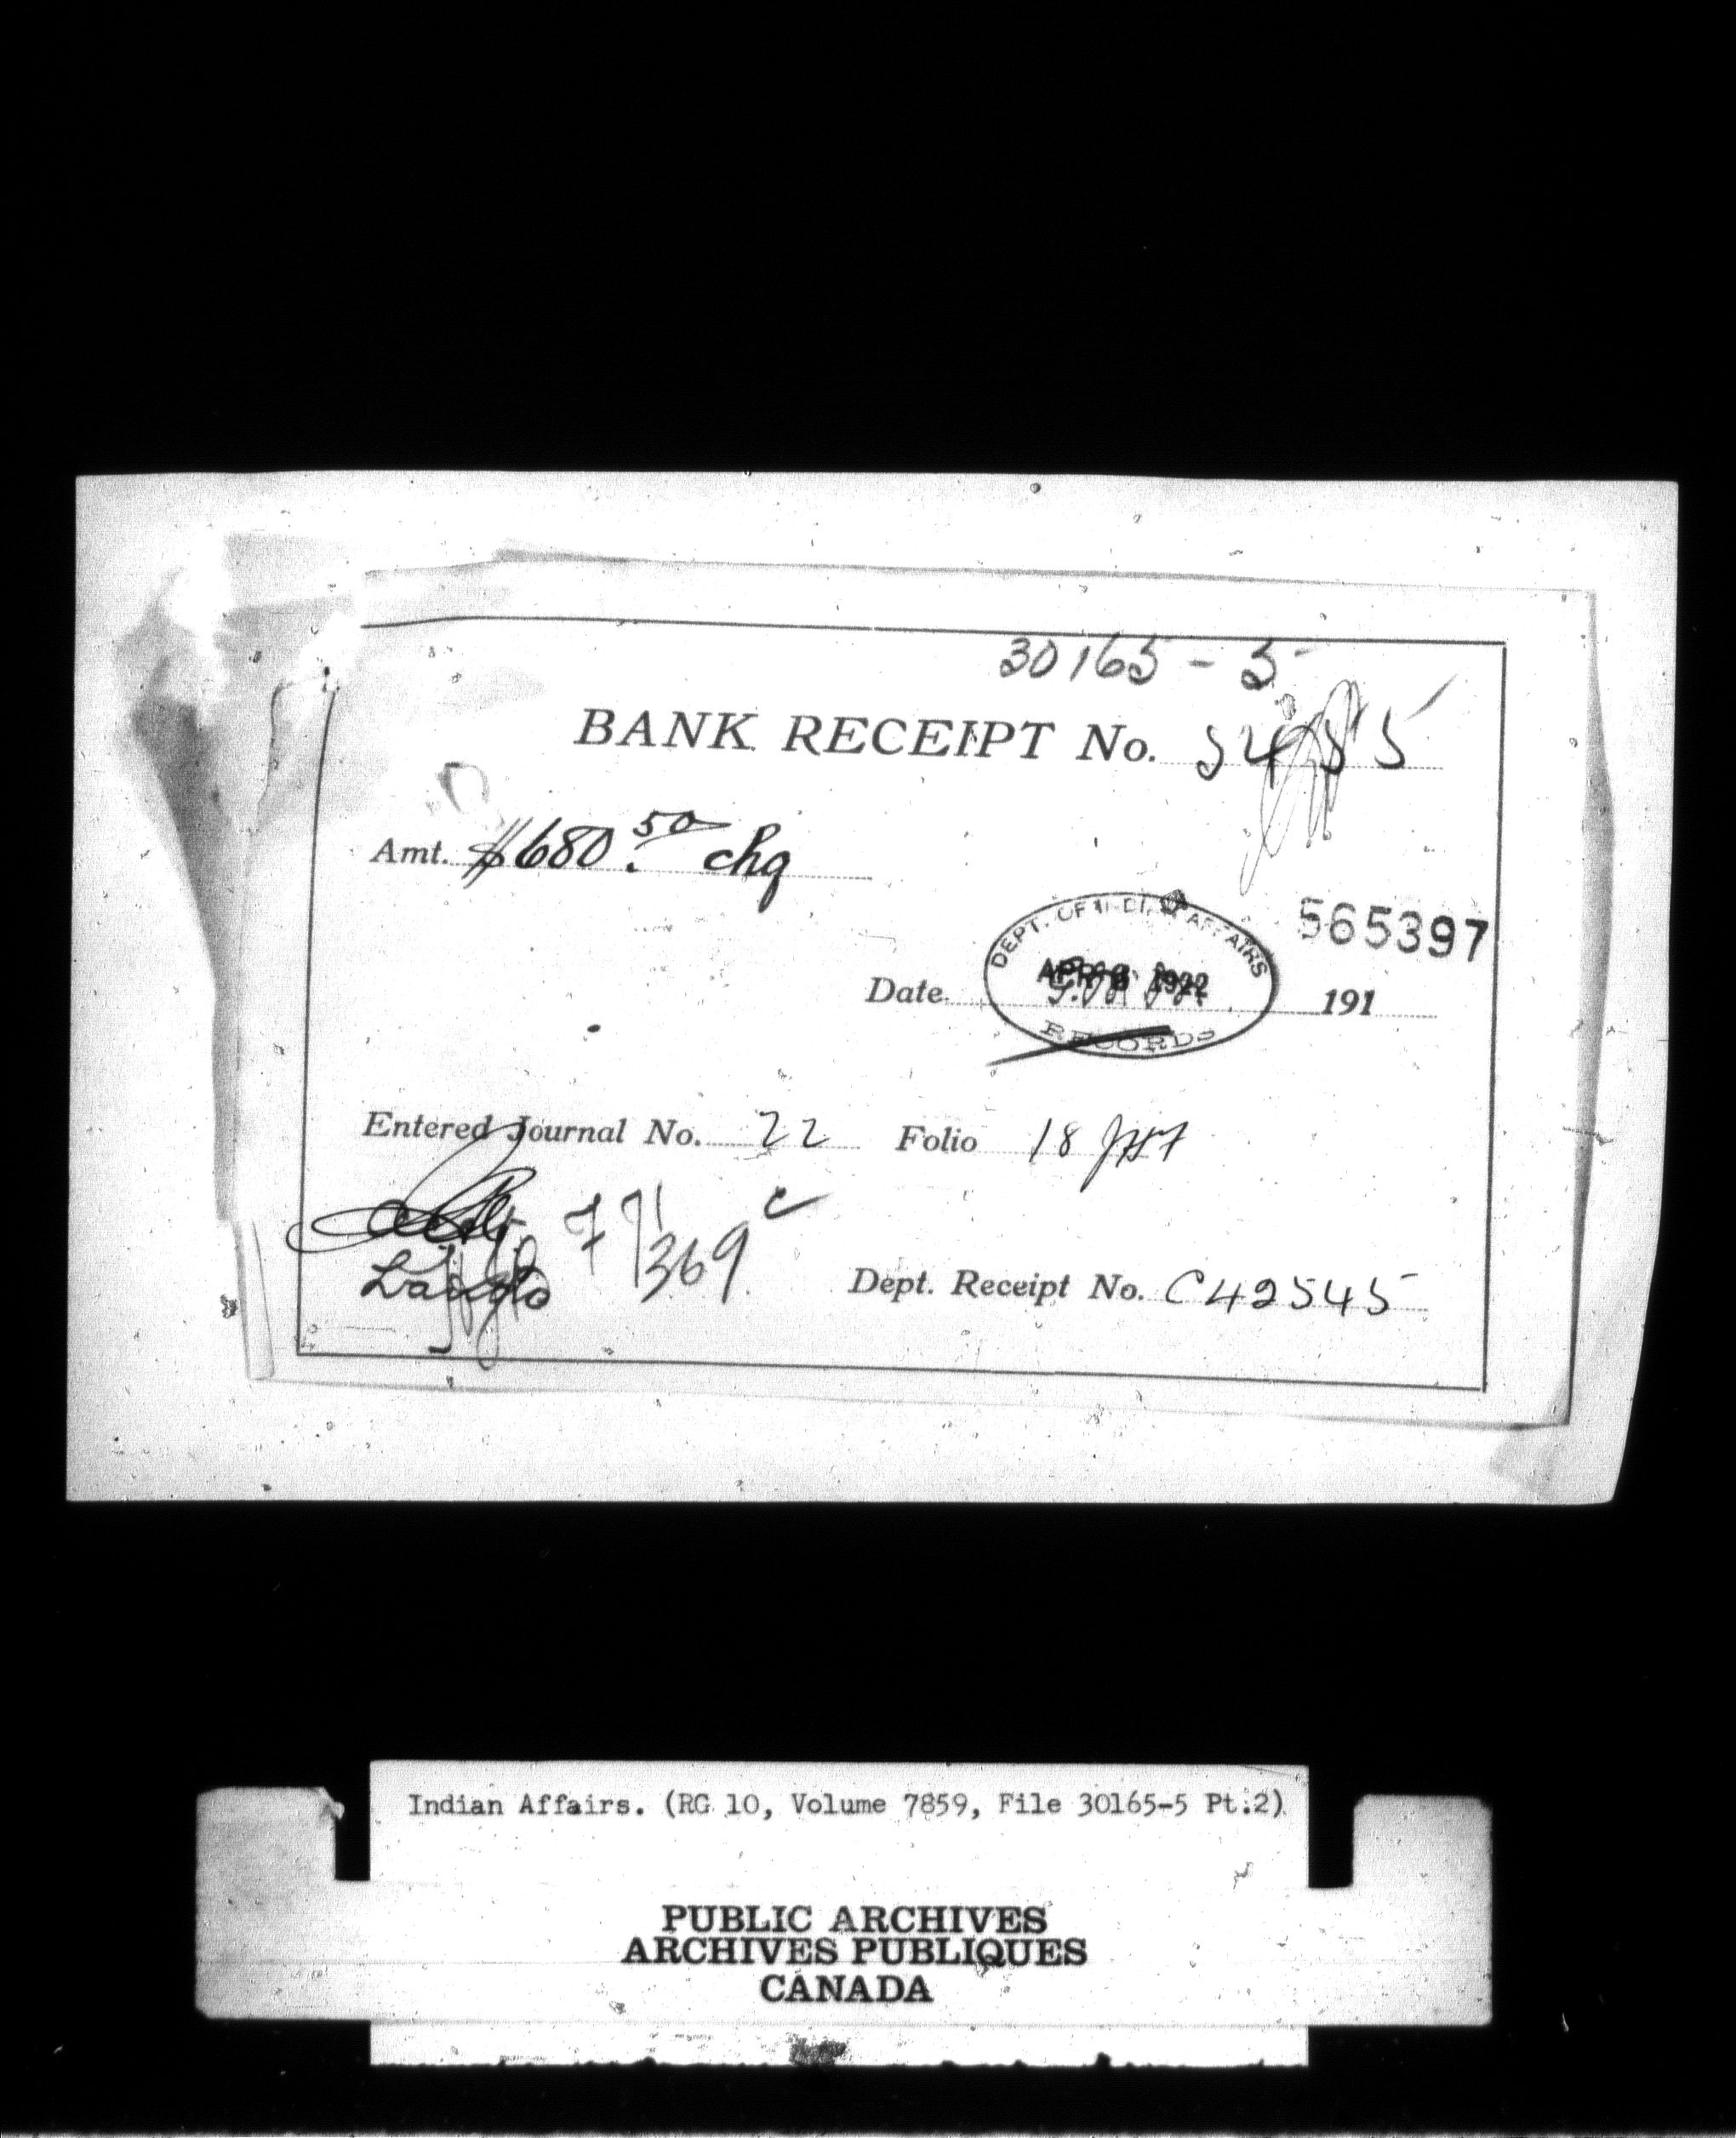 30165 - 5
BANK RECEIPT No.
Amt. $680.50 chq
565397
DEPT. OF INDIAN AFFAIRS
APR 1922
Date 191
RECORDS
Entered Journal No. 22 Folio 18
369
Dept. Receipt No. C42545
Indian Affairs. (RG 10, Volume 7859, File 30165-5 Pt.2)
PUBLIC ARCHIVES
ARCHIVES PUBLIQUES
CANADA